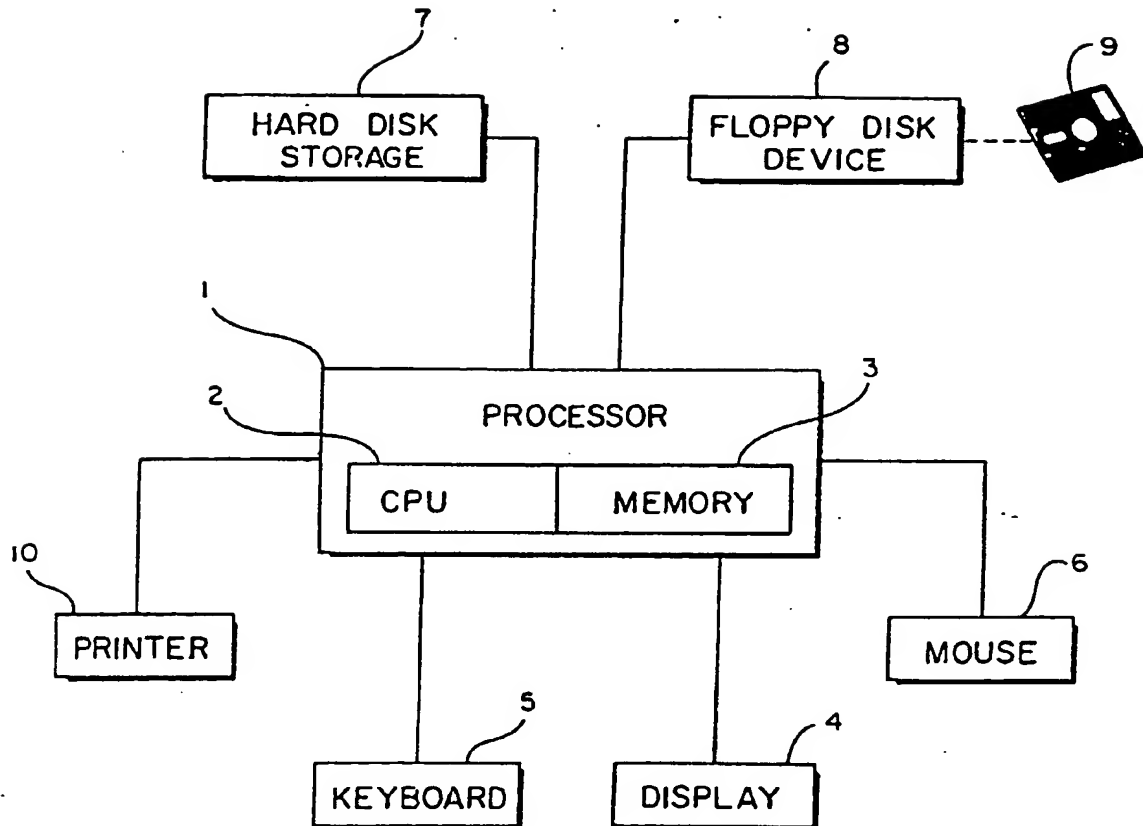 7
8
9
HARD DISK
STORAGE
FLOPPY DISK
DEVICE
1
2
3
PROCESSOR
CPU
MEMORY
10
6
PRINTER
MOUSE
5
4
KEYBOARD
DISPLAY